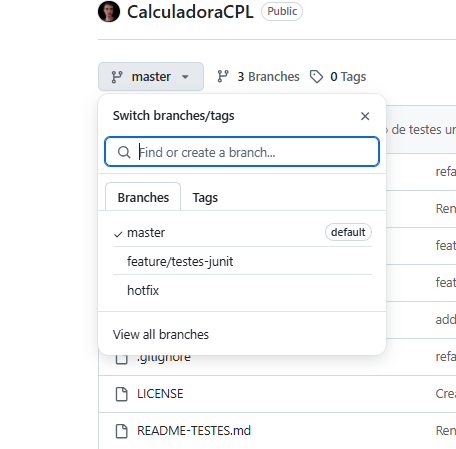 CalculadoraCPL Public
master 3 Branches 0 Tags
Switch branches/tags
Find or create a branch...
de testes ur
Branches Tags
refa
master default
Ren
feature/testes-junit
feat
hotfix
feat
add
View all branches
.gitignore refa
LICENSE Crea
README-TESTES.md Ren